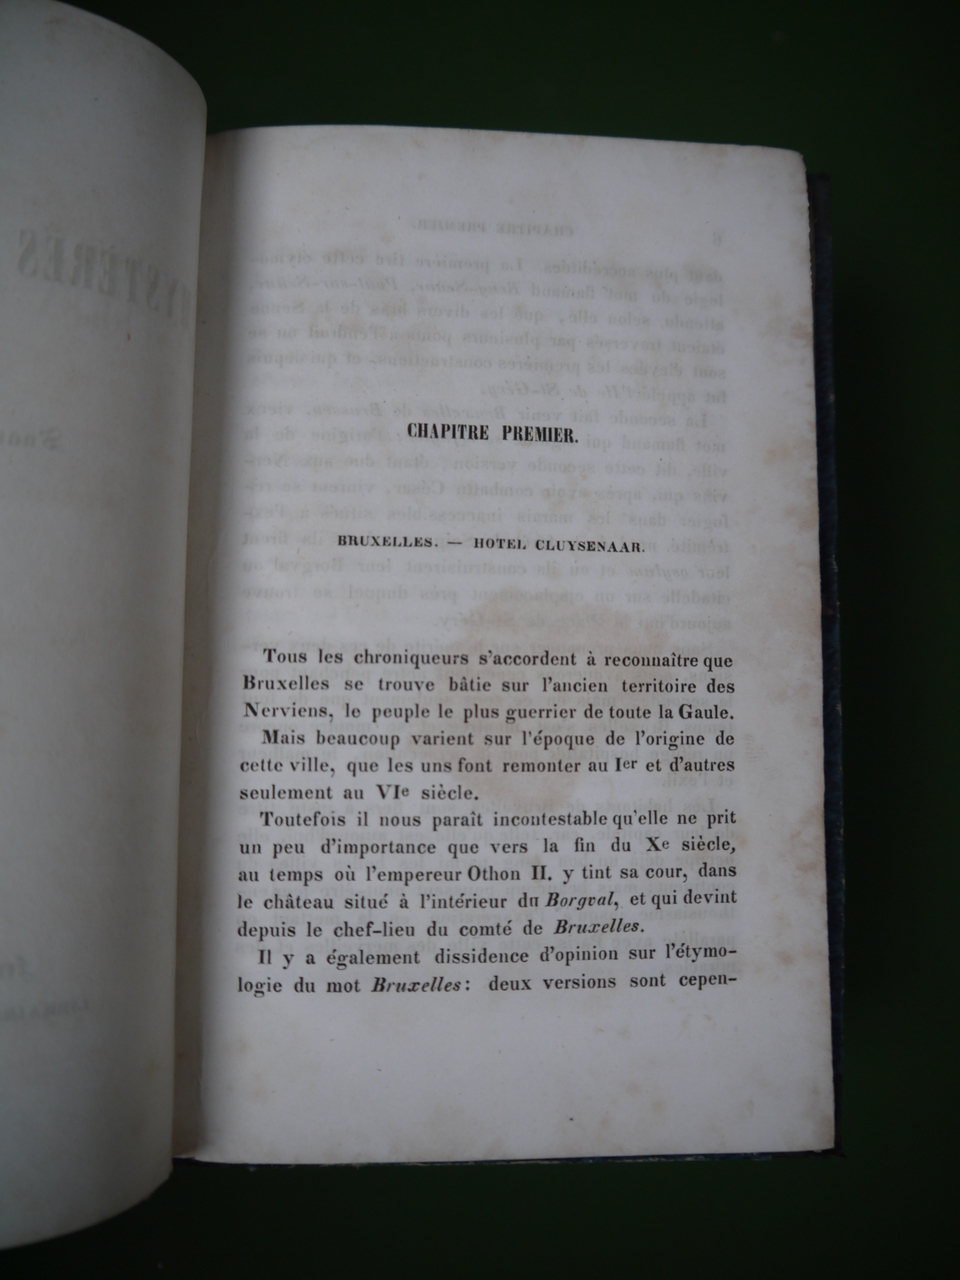 CHAPITRE PREMIER.
BRUXELLES. — HOTEL CLUYSENAAR.
Tous les chroniqueurs s'accordent à reconnaître que
Bruxelles se trouve bâtie sur l'ancien territoire des
Nerviens, le peuple le plus guerrier de toute la Gaule.
Mais beaucoup varient sur l'époque de l'origine de
cette ville, que les uns font remonter au Ier et d'autres
seulement au VIe siècle.
Toutefois il nous paraît incontestable qu'elle ne prit
un peu d'importance que vers la fin du Xe siècle,
au temps où l'empereur Othon II. y tint sa cour, dans
le château situé à l'intérieur du Borgval, et qui devint
depuis le chef-lieu du comté de Bruxelles.
Il y a également dissidence d'opinion sur l'étymo-
logie du mot Bruxelles: deux versions sont cepen-